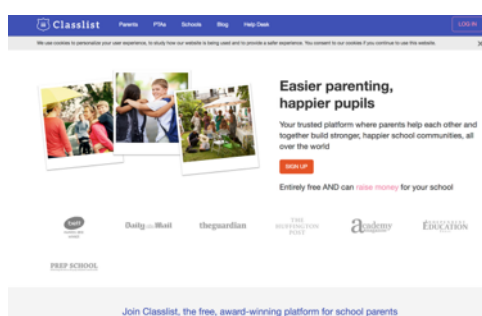 Classlist
Parents PTAs Schools Blog Help Desk
LOG IN
We use cookies to personalize your user experience, to study how our website is being used and to provide a safer experience. You consent to our cookies if you continue to use this website.
Easier parenting,
happier pupils
Your trusted platform where parents help each other and
together build stronger, happier school communities, all
over the world
SIGN UP
Entirely free AND can raise money for your school
bett
Daily Mail
theguardian
THE
HUFFINGTON
POST
academy
EDUCATION
PREP SCHOOL
Join Classlist, the free, award-winning platform for school parents